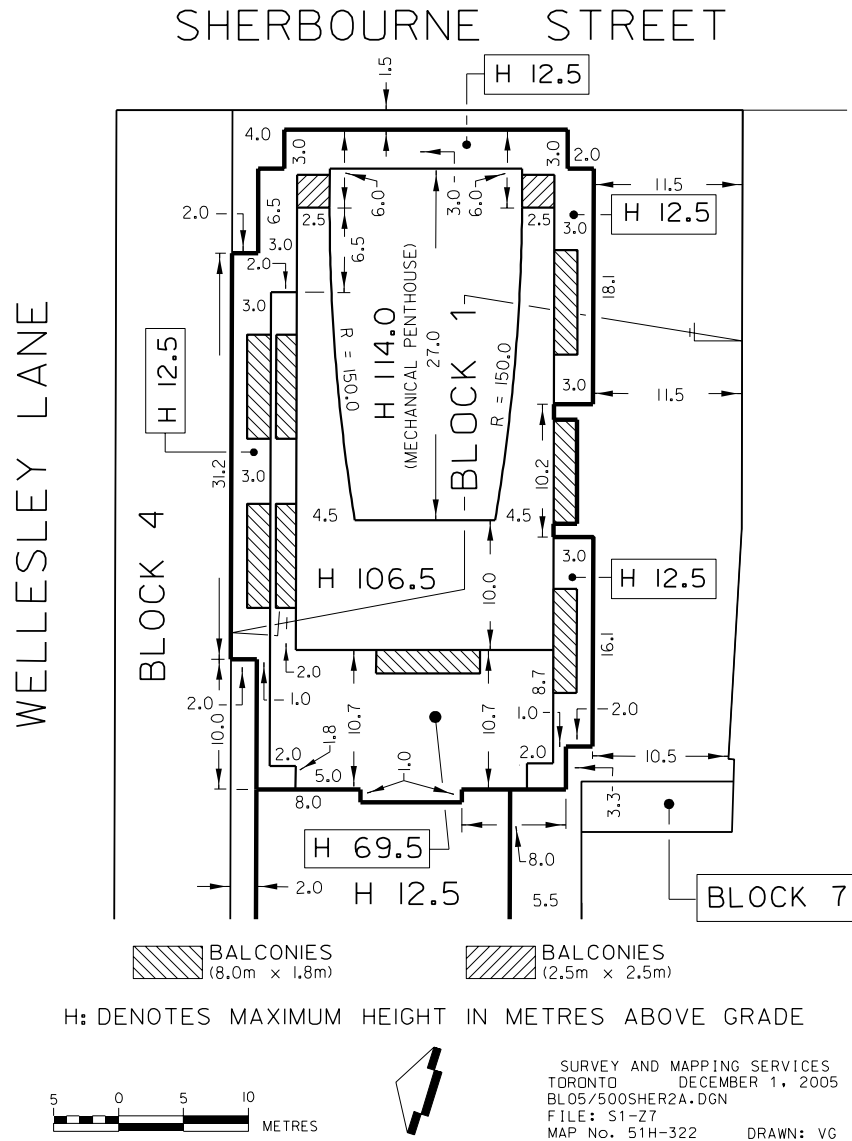 SHERBOURNE STREET
1.5
H 12.5
4.0
3.0
3.0
2.0
11.5
6.0
3.0
6.0
H 12.5
2.5
2.5
3.0
6.5
2.0
3.0
6.5
2.0
3.0
18.1
WELLESLEY LANE
H 12.5
R = 150.0
H 114.0
(MECHANICAL PENTHOUSE)
27.0
BLOCK 1
R = 150.0
3.0
11.5
31.2
3.0
10.2
4.5
4.5
BLOCK 4
H 106.5
10.0
3.0
H 12.5
16.1
2.0
8.7
2.0
1.0
10.0
10.7
10.7
1.0
2.0
2.0
1.8
1.0
2.0
10.5
5.0
8.0
3.3
H 69.5
8.0
2.0
H 12.5
5.5
BLOCK 7
BALCONIES
(8.0m x 1.8m)
BALCONIES
(2.5m x 2.5m)
H: DENOTES MAXIMUM HEIGHT IN METRES ABOVE GRADE
5 0 5 10
METRES
SURVEY AND MAPPING SERVICES
TORONTO DECEMBER 1, 2005
BL05/500SHER2A.DGN
FILE: S1-Z7
MAP No. 51H-322 DRAWN: VG